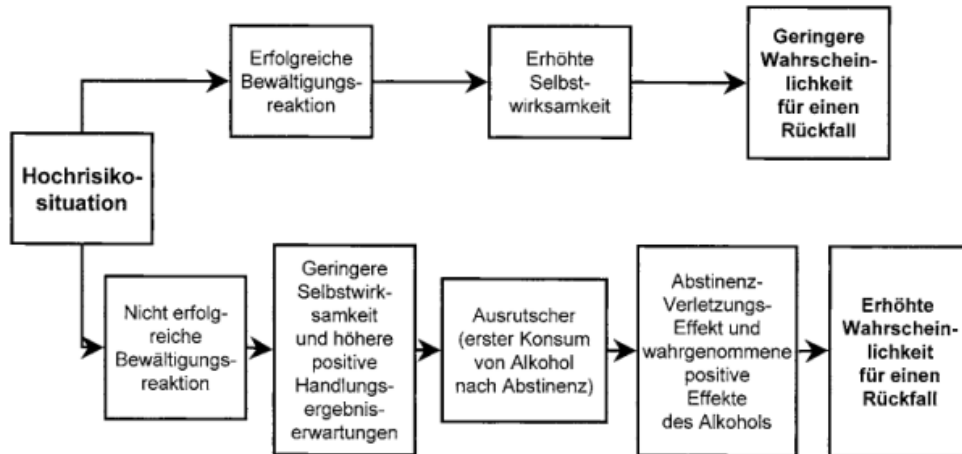 Erfolgreiche
Bewältigungs-
reaktion
Erhöhte
Selbst-
wirksamkeit
Geringere
Wahrschein-
lichkeit
für einen
Rückfall
Hochrisiko-
situation
Nicht erfolg-
reiche
Bewältigungs-
reaktion
Geringere
Selbstwirk-
samkeit
und höhere
positive
Handlungs-
ergebnis-
erwartungen
Ausrutscher
(erster Konsum
von Alkohol
nach Abstinenz)
Abstinenz-
Verletzungs-
Effekt und
wahrgenommene
positive
Effekte
des Alkohols
Erhöhte
Wahrschein-
lichkeit
für einen
Rückfall